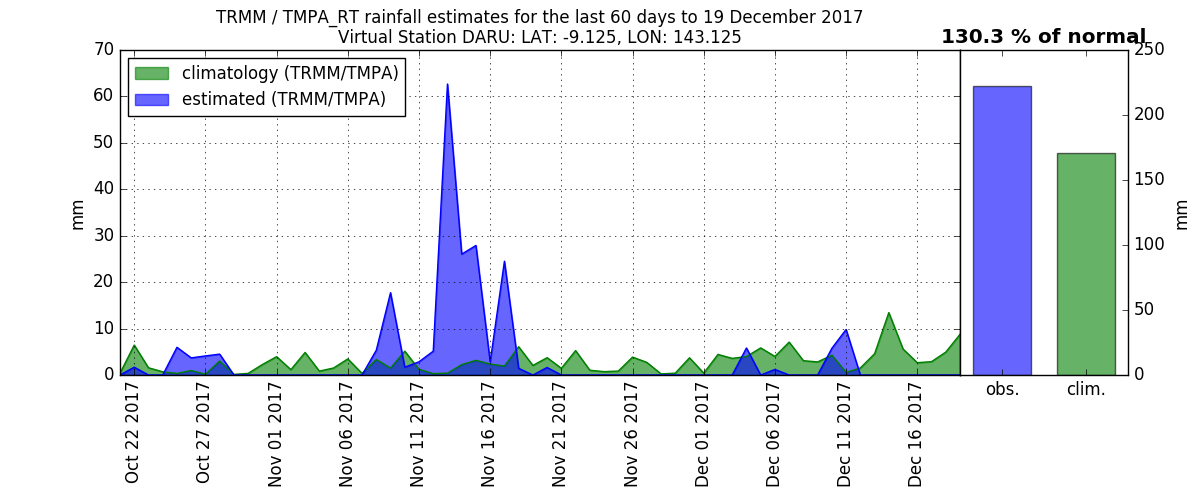 TRMM / TMPA_RT rainfall estimates for the last 60 days to 19 December 2017
Virtual Station DARU: LAT: -9.125, LON: 143.125
130.3 % of normal
climatology (TRMM/TMPA)
estimated (TRMM/TMPA)
70
60
50
40
30
20
10
0
mm
250
200
150
100
50
0
mm
Oct 22 2017
Oct 27 2017
Nov 01 2017
Nov 06 2017
Nov 11 2017
Nov 16 2017
Nov 21 2017
Nov 26 2017
Dec 01 2017
Dec 06 2017
Dec 11 2017
Dec 16 2017
obs.
clim.